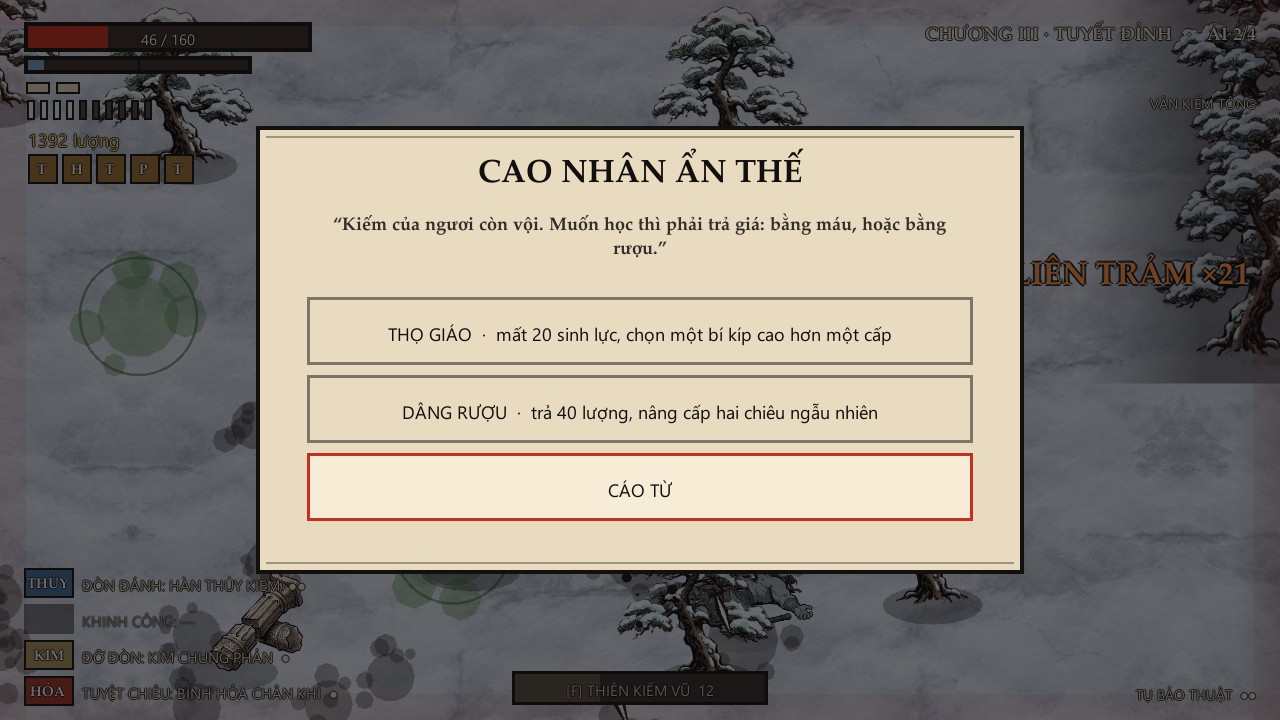 46 / 160
CHƯƠNG III · TUYẾT ĐỈNH · ẢI 2/4
VÂN KIẾM TÔNG
1392 lượng
T H T P T
CAO NHÂN ẨN THẾ
“Kiếm của ngươi còn vội. Muốn học thì phải trả giá: bằng máu, hoặc bằng
rượu.”
LIÊN TRẢM ×21
THỌ GIÁO · mất 20 sinh lực, chọn một bí kíp cao hơn một cấp
DÂNG RƯỢU · trả 40 lượng, nâng cấp hai chiêu ngẫu nhiên
CÁO TỪ
THỦY ĐÒN ĐÁNH: HÀN THỦY KIẾM
KHINH CÔNG: —
KIM ĐỠ ĐÒN: KIM CHUNG PHẢN
HỎA TUYỆT CHIÊU: BÍNH HỎA CHÂN KHÍ
[F] THIÊN KIẾM VŨ 12
TỤ BẢO THUẬT